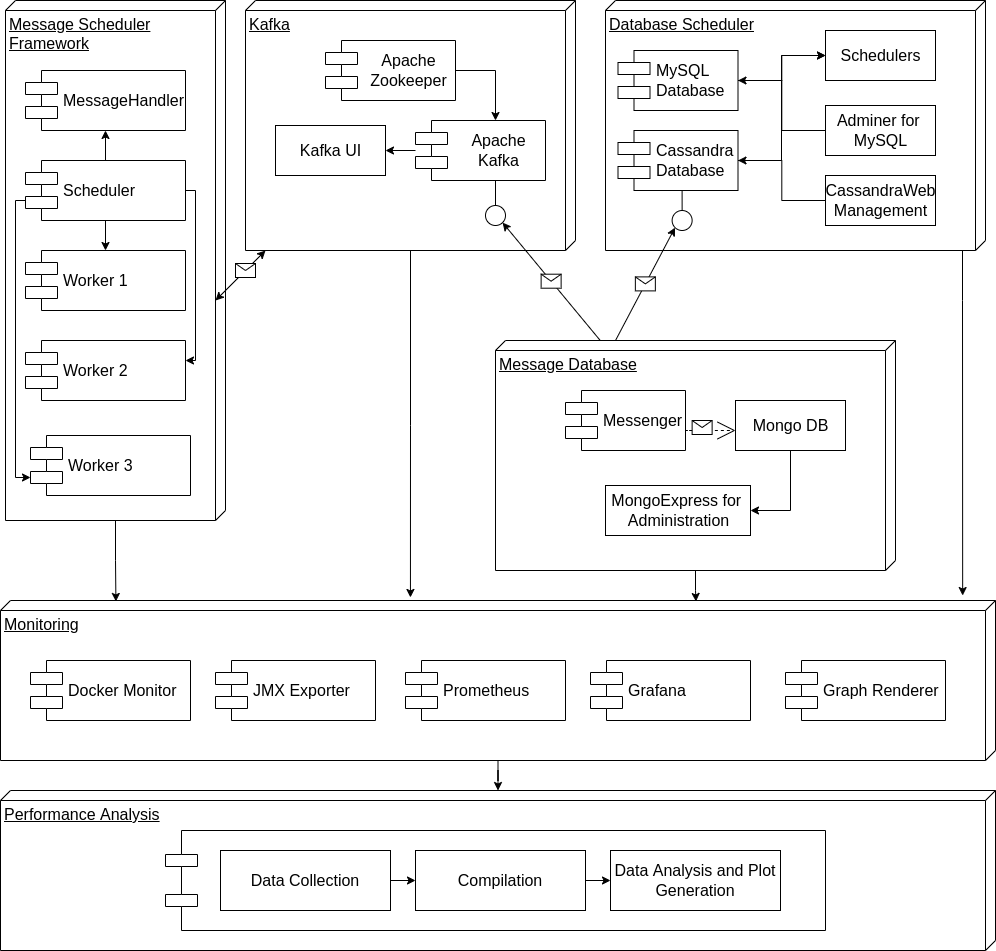 Message Scheduler
Framework
MessageHandler
Scheduler
Worker 1
Worker 2
Worker 3
Kafka
Apache
Zookeeper
Kafka UI
Apache
Kafka
Database Scheduler
MySQL
Database
Cassandra
Database
Schedulers
Adminer for
MySQL
CassandraWeb
Management
Message Database
Messenger
Mongo DB
MongoExpress for
Administration
Monitoring
Docker Monitor
JMX Exporter
Prometheus
Grafana
Graph Renderer
Performance Analysis
Data Collection
Compilation
Data Analysis and Plot
Generation